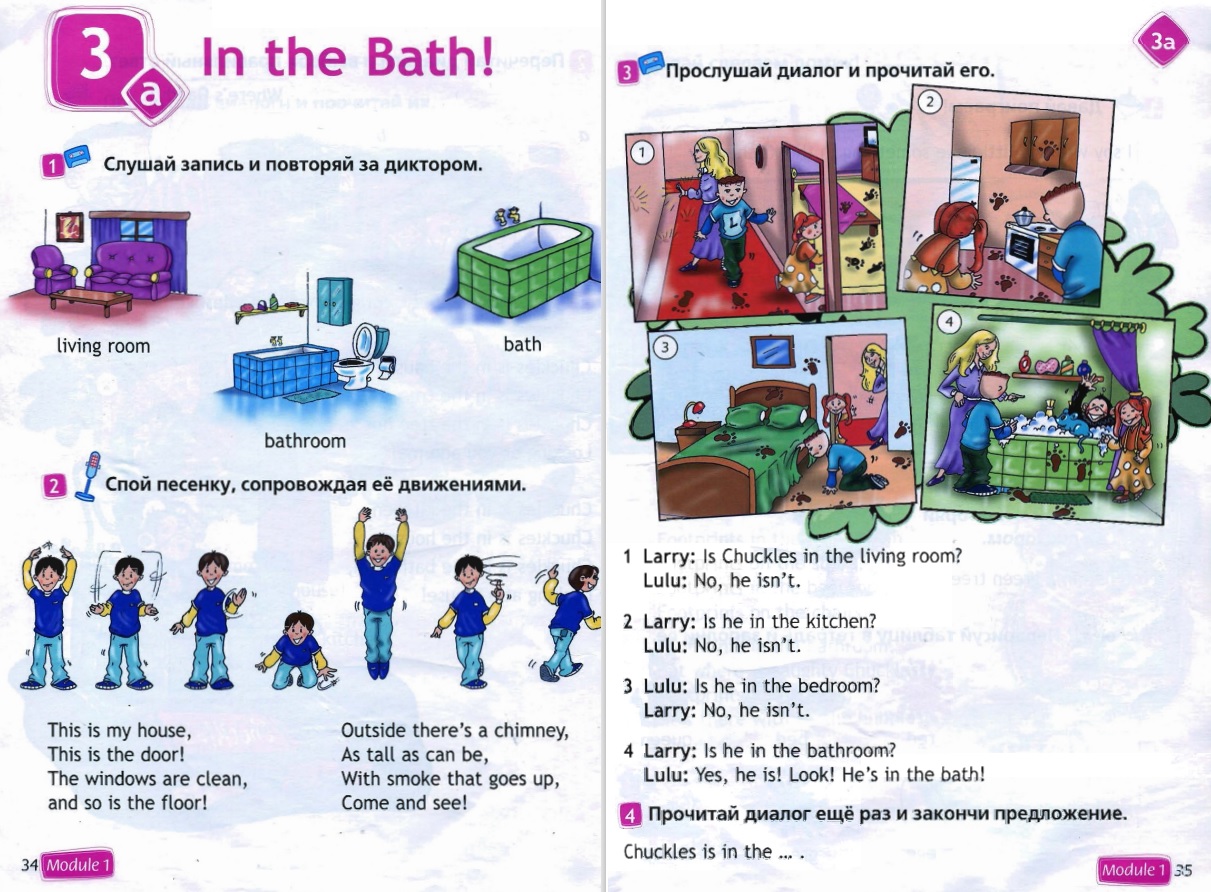 3
a
In the Bath!
1 Слушай запись и повторяй за диктором.
living room
bath
bathroom
2 Спой песенку, сопровождая её движениями.
This is my house,
This is the door!
The windows are clean,
and so is the floor!
Outside there's a chimney,
As tall as can be,
With smoke that goes up,
Come and see!
34 Module 1
3a
3 Прослушай диалог и прочитай его.
1
L
2
3
4
1 Larry: Is Chuckles in the living room?
Lulu: No, he isn't.
2 Larry: Is he in the kitchen?
Lulu: No, he isn't.
3 Lulu: Is he in the bedroom?
Larry: No, he isn't.
4 Larry: Is he in the bathroom?
Lulu: Yes, he is! Look! He's in the bath!
4 Прочитай диалог ещё раз и закончи предложение.
Chuckles is in the ... .
Module 1 35